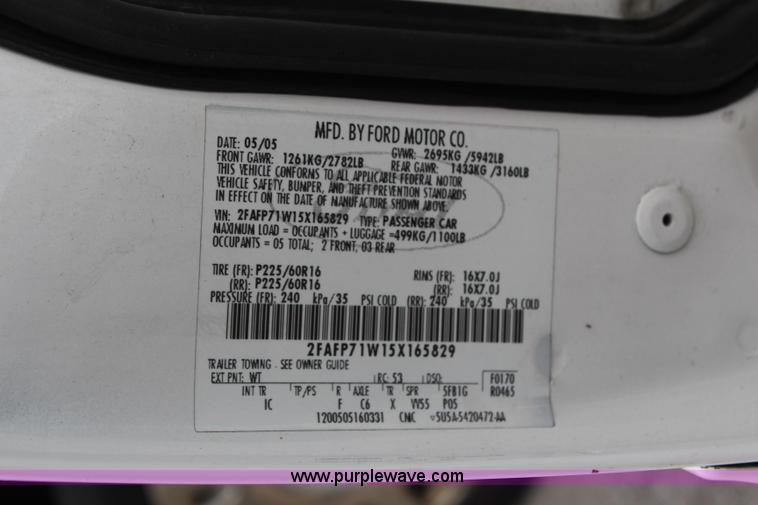 MFD. BY FORD MOTOR CO.
DATE: 05/05 GVWR: 2695KG /5942LB
FRONT GAWR: 1261KG/2782LB REAR GAWR: 1433KG /3160LB
THIS VEHICLE CONFORMS TO ALL APPLICABLE FEDERAL MOTOR
VEHICLE SAFETY, BUMPER, AND THEFT PREVENTION STANDARDS
IN EFFECT ON THE DATE OF MANUFACTURE SHOWN ABOVE.
VIN: 2FAFP71W15X165829 TYPE: PASSENGER CAR
MAXIMUM LOAD = OCCUPANTS + LUGGAGE =499KG/1100LB
OCCUPANTS = 05 TOTAL; 2 FRONT, 03 REAR
TIRE (FR): P225/60R16 RIMS (FR): 16X7.0J
(RR): P225/60R16 (RR): 16X7.0J
PRESSURE (FR): 240 kPa/35 PSI COLD (RR): 240 kPa/35 PSI COLD
2FAFP71W15X165829
TRAILER TOWING - SEE OWNER GUIDE
EXT PNT: WT RC: 53 DSO: F0170
INT TR TP/PS R AXLE TR SPR SFB1G R0465
IC F C6 X VV55 P05
1200505160331 CNC 5U5A-5420472-AA
www.purplewave.com